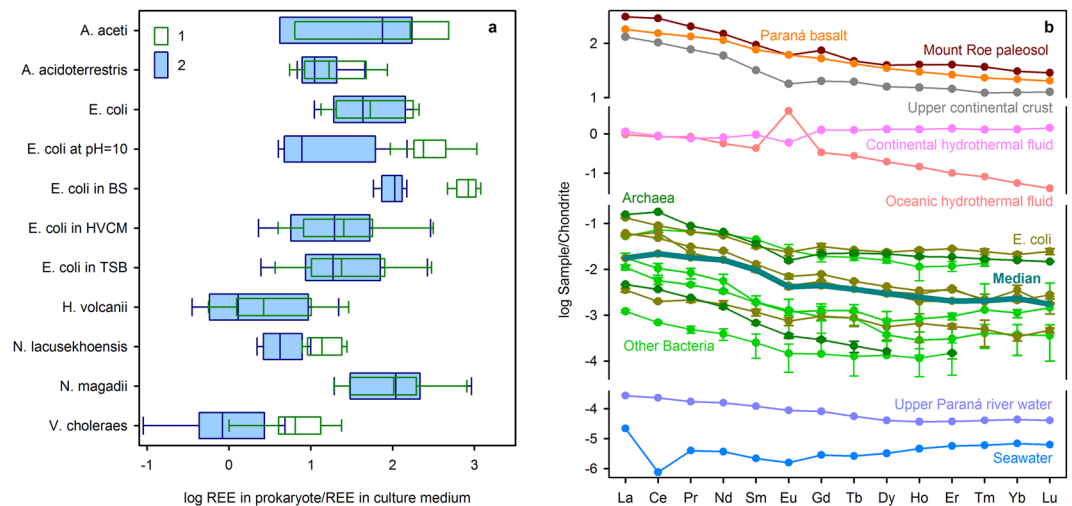 a
1
2
A. aceti
A. acidoterrestris
E. coli
E. coli at pH=10
E. coli in BS
E. coli in HVCM
E. coli in TSB
H. volcanii
N. lacusekhoensis
N. magadii
V. choleraes
-1 0 1 2 3
log REE in prokaryote/REE in culture medium
b
log Sample/Chondrite
2
1
0
-1
-1
-2
-3
-4
-4
-5
-6
Paraná basalt
Mount Roe paleosol
Upper continental crust
Continental hydrothermal fluid
Oceanic hydrothermal fluid
Archaea
E. coli
Median
Other Bacteria
Upper Paraná river water
Seawater
La Ce Pr Nd Sm Eu Gd Tb Dy Ho Er Tm Yb Lu